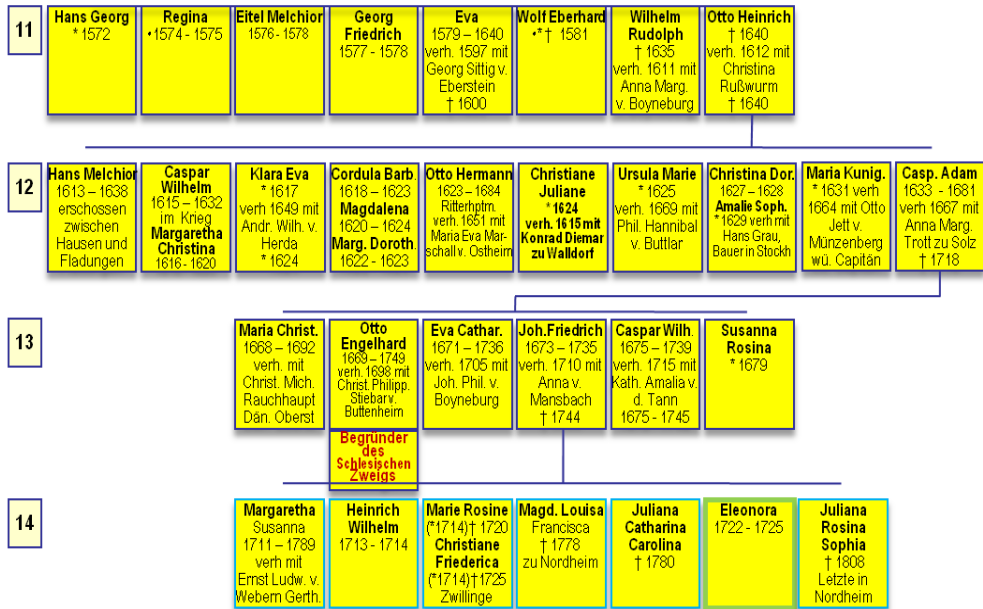 11
Hans Georg
* 1572
Regina
•1574 - 1575
Eitel Melchior
1576 - 1578
Georg
Friedrich
1577 - 1578
Eva
1579 – 1640
verh. 1597 mit
Georg Sittig v.
Eberstein
† 1600
Wolf Eberhard
•*† 1581
Wilhelm
Rudolph
† 1635
verh. 1611 mit
Anna Marg.
v. Boyneburg
Otto Heinrich
† 1640
verh. 1612 mit
Christina
Rußwurm
† 1640
12
Hans Melchior
1613 – 1638
erschossen
zwischen
Hausen und
Fladungen
Caspar
Wilhelm
1615 – 1632
im Krieg
Margaretha
Christina
1616 - 1620
Klara Eva
* 1617
verh 1649 mit
Andr. Wilh. v.
Herda
* 1624
Cordula Barb.
1618 – 1623
Magdalena
1620 – 1624
Marg. Doroth.
1622 - 1623
Otto Hermann
1623 – 1684
Ritterhptm.
verh. 1651 mit
Maria Eva Mar-
schall v. Ostheim
Christiane
Juliane
* 1624
verh. 1615 mit
Konrad Diemar
zu Walldorf
Ursula Marie
* 1625
verh. 1669 mit
Phil. Hannibal
v. Buttlar
Christina Dor.
1627 – 1628
Amalie Soph.
* 1629 verh mit
Hans Grau,
Bauer in Stockh
Maria Kunig.
* 1631 verh
1664 mit Otto
Jett v.
Münzenberg
wü. Capitän
Casp. Adam
1633 - 1681
verh 1667 mit
Anna Marg.
Trott zu Solz
† 1718
13
Maria Christ.
1668 – 1692
verh. mit
Christ. Mich.
Rauchhaupt
Dän. Oberst
Otto
Engelhard
1669 – 1749
verh. 1698 mit
Christ. Philipp.
Stiebar v.
Buttenheim
Begründer
des
Schlesischen
Zweigs
Eva Cathar.
1671 – 1736
verh. 1705 mit
Joh. Phil. v.
Boyneburg
Joh.Friedrich
1673 – 1735
verh. 1710 mit
Anna v.
Mansbach
† 1744
Caspar Wilh.
1675 – 1739
verh. 1715 mit
Kath. Amalia v.
d. Tann
1675 - 1745
Susanna
Rosina
* 1679
14
Margaretha
Susanna
1711 – 1789
verh mit
Ernst Ludw. v.
Webern Gerth.
Heinrich
Wilhelm
1713 - 1714
Marie Rosine
(*1714)† 1720
Christiane
Friederica
(*1714)†1725
Zwillinge
Magd. Louisa
Francisca
† 1778
zu Nordheim
Juliana
Catharina
Carolina
† 1780
Eleonora
1722 - 1725
Juliana
Rosina
Sophia
† 1808
Letzte in
Nordheim